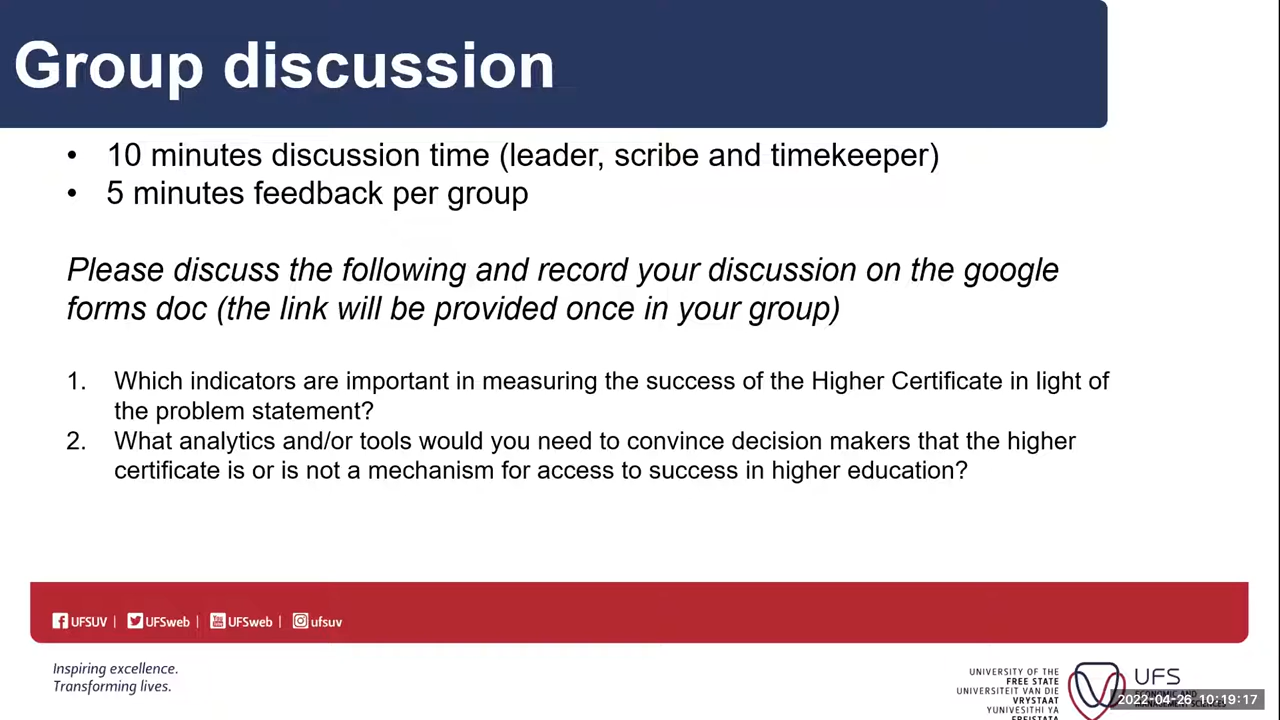 Group discussion
• 10 minutes discussion time (leader, scribe and timekeeper)
• 5 minutes feedback per group
Please discuss the following and record your discussion on the google
forms doc (the link will be provided once in your group)
1. Which indicators are important in measuring the success of the Higher Certificate in light of
the problem statement?
2. What analytics and/or tools would you need to convince decision makers that the higher
certificate is or is not a mechanism for access to success in higher education?
UFSUV | UFSweb | UFSweb | ufsuv
Inspiring excellence.
Transforming lives.
UNIVERSITY OF THE
FREE STATE
UNIVERSITEIT VAN DIE
VRYSTAAT
YUNIVESITHI YA
FREISTATA
UFS
2022-04-26 10:19:17